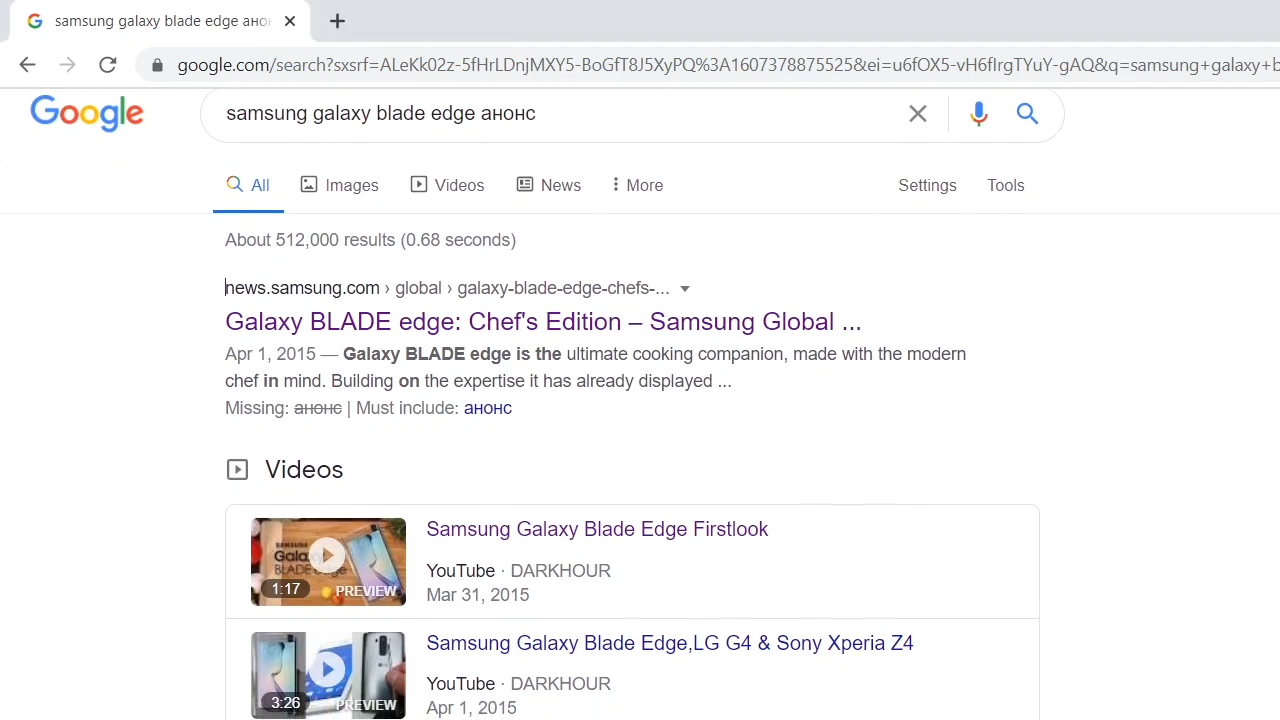 samsung galaxy blade edge ано
google.com/search?sxsrf=ALeKk02z-5fHrLDnjMXY5-BoGfT8J5XyPQ%3A1607378875525&ei=u6fOX5-vH6fIrgTYuY-gAQ&q=samsung+galaxy+b
Google
samsung galaxy blade edge анонс
All Images Videos News More Settings Tools
About 512,000 results (0.68 seconds)
news.samsung.com › global › galaxy-blade-edge-chefs-...
Galaxy BLADE edge: Chef's Edition – Samsung Global ...
Apr 1, 2015 — Galaxy BLADE edge is the ultimate cooking companion, made with the modern
chef in mind. Building on the expertise it has already displayed ...
Missing: анонс | Must include: анонс
Videos
SAMSUNG
Galaxy
BLADE edge
1:17
PREVIEW
Samsung Galaxy Blade Edge Firstlook
YouTube · DARKHOUR
Mar 31, 2015
3:26
PREVIEW
Samsung Galaxy Blade Edge,LG G4 & Sony Xperia Z4
YouTube · DARKHOUR
Apr 1, 2015